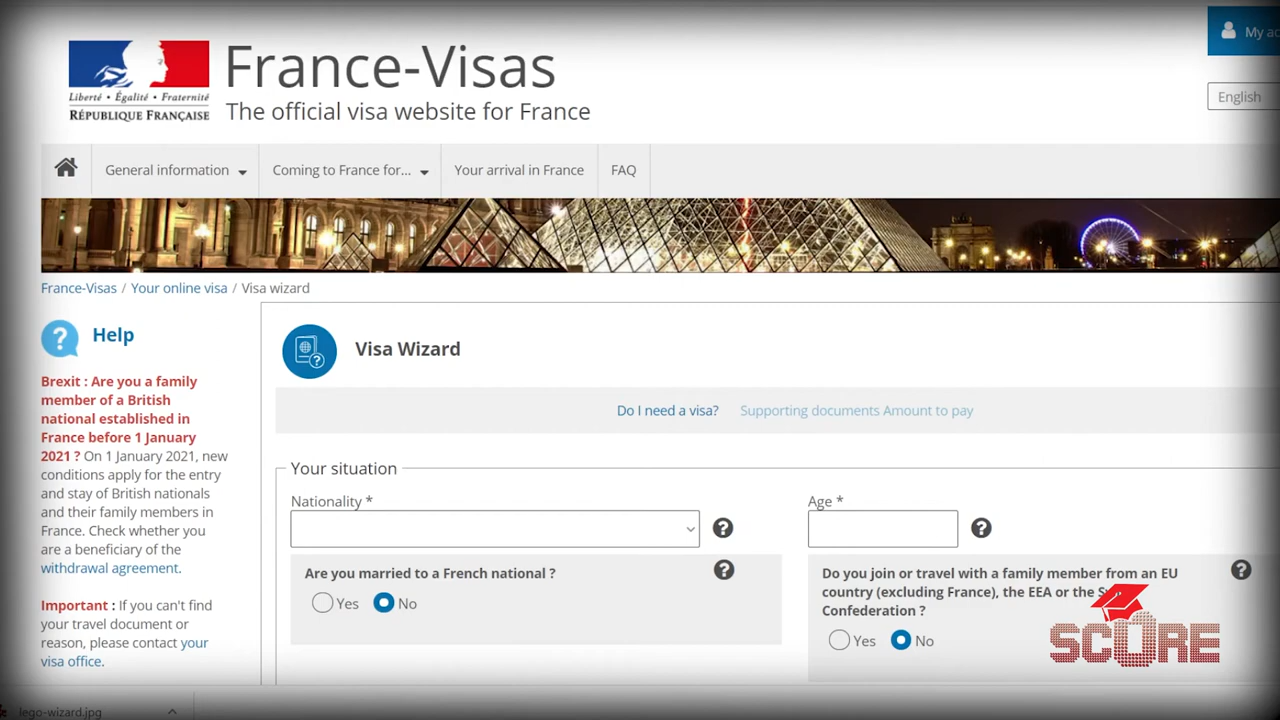 My ac
France-Visas
The official visa website for France
Liberté • Égalité • Fraternité
RÉPUBLIQUE FRANÇAISE
English
General information
Coming to France for...
Your arrival in France
FAQ
France-Visas / Your online visa / Visa wizard
? Help
Brexit : Are you a family
member of a British
national established in
France before 1 January
2021 ? On 1 January 2021, new
conditions apply for the entry
and stay of British nationals
and their family members in
France. Check whether you
are a beneficiary of the
withdrawal agreement.
Important : If you can't find
your travel document or
reason, please contact your
visa office.
Visa Wizard
Do I need a visa?
Supporting documents Amount to pay
Your situation
Nationality *
?
Age *
?
Are you married to a French national ?
?
Yes
No
Do you join or travel with a family member from an EU
country (excluding France), the EEA or the
Confederation ?
?
Yes
No
SCORE
_lego-wizard.jpg